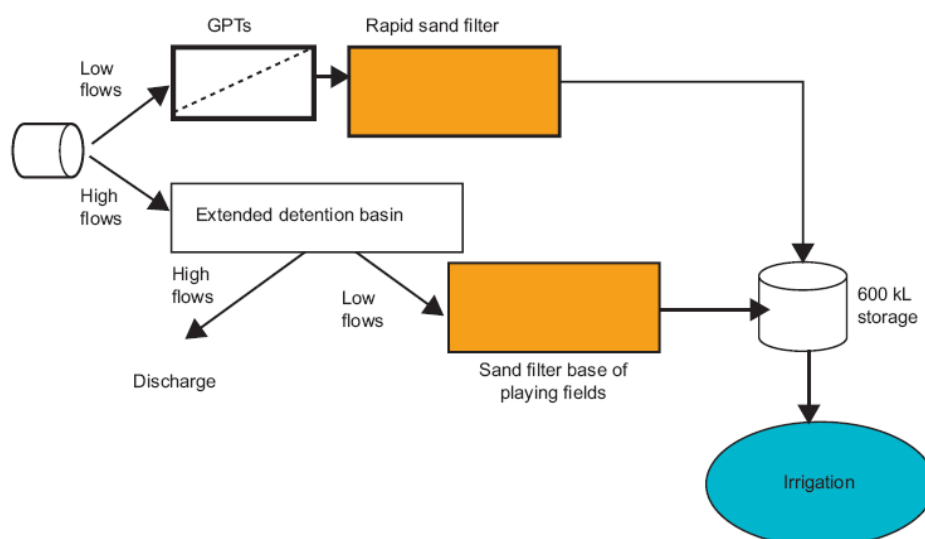 GPTs
Rapid sand filter
Low
flows
High
flows
Extended detention basin
High
flows
Low
flows
600 kL
storage
Discharge
Sand filter base of
playing fields
Irrigation